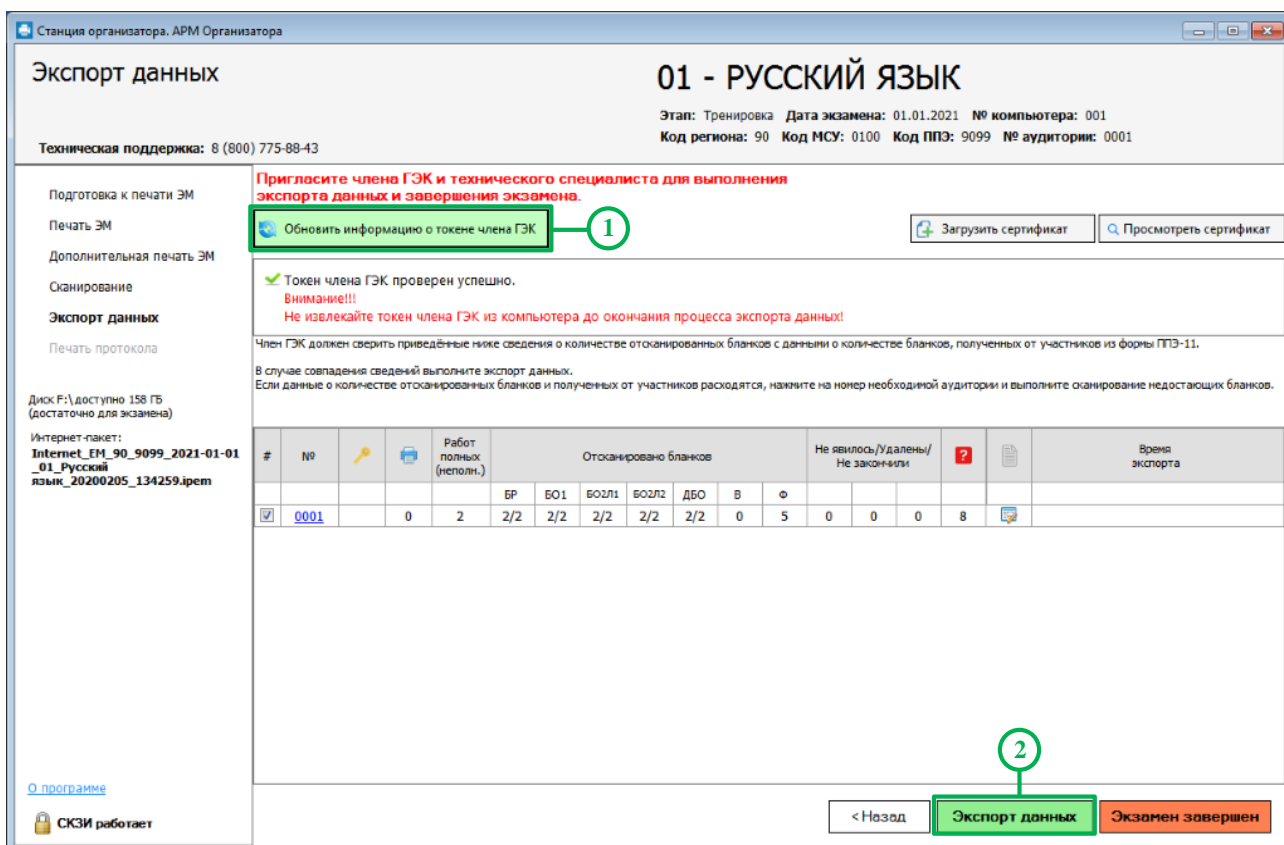 Станция организатора. АРМ Организатора
Экспорт данных
01 - РУССКИЙ ЯЗЫК
Этап: Тренировка Дата экзамена: 01.01.2021 № компьютера: 001
Код региона: 90 Код МСУ: 0100 Код ППЭ: 9099 № аудитории: 0001
Техническая поддержка: 8 (800) 775-88-43
Подготовка к печати ЭМ
Печать ЭМ
Дополнительная печать ЭМ
Сканирование
Экспорт данных
Печать протокола
Диск F:\ доступно 158 ГБ
(достаточно для экзамена)
Интернет-пакет:
Internet_EM_90_9099_2021-01-01
_01_Русский
язык_20200205_134259.ipem
О программе
СКЗИ работает
Пригласите члена ГЭК и технического специалиста для выполнения
экспорта данных и завершения экзамена.
Обновить информацию о токене члена ГЭК
1
Загрузить сертификат
Просмотреть сертификат
Токен члена ГЭК проверен успешно.
Внимание!!!
Не извлекайте токен члена ГЭК из компьютера до окончания процесса экспорта данных!
Член ГЭК должен сверить приведённые ниже сведения о количестве отсканированных бланков с данными о количестве бланков, полученных от участников из формы ППЭ-11.
В случае совпадения сведений выполните экспорт данных.
Если данные о количестве отсканированных бланков и полученных от участников расходятся, нажмите на номер необходимой аудитории и выполните сканирование недостающих бланков.
# № Работ полных (неполн.) Отсканировано бланков Не явилось/Удалены/ Не закончили ? Время экспорта
БР БО1 БО2Л1 БО2Л2 ДБО В Ф
0001 0 2 2/2 2/2 2/2 2/2 2/2 0 5 0 0 0 8
2
< Назад
Экспорт данных
Экзамен завершен